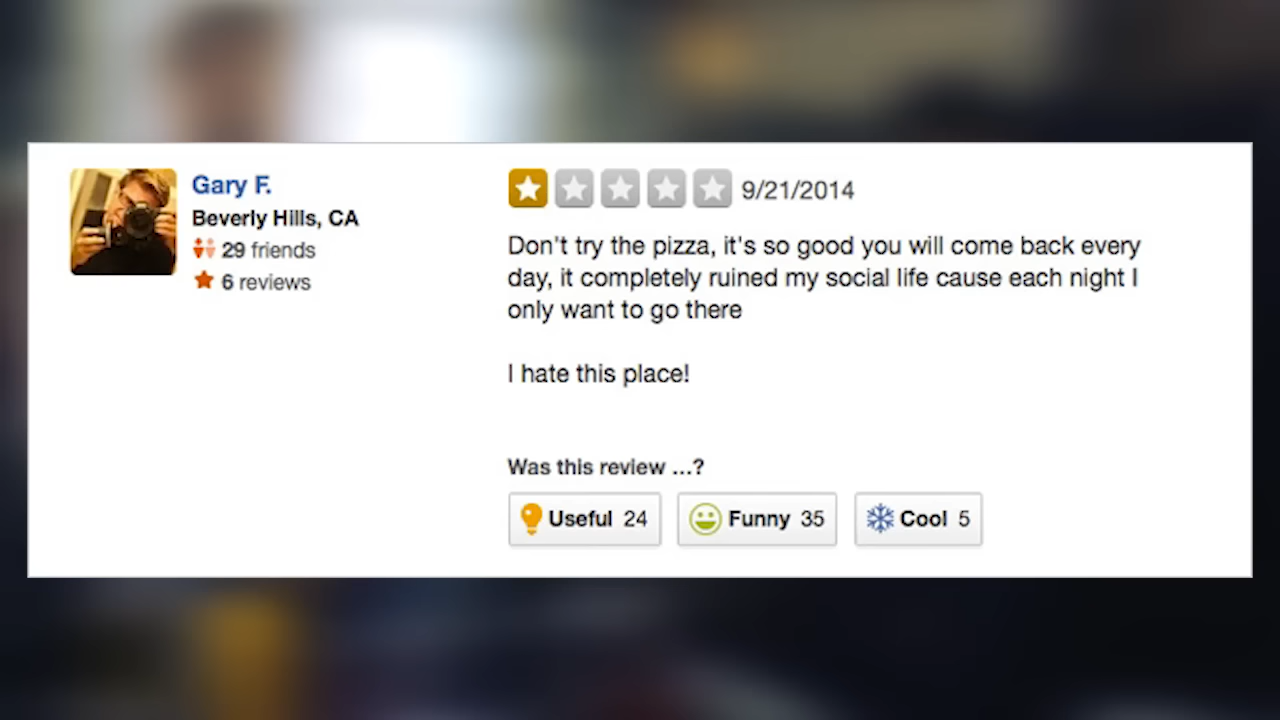 Gary F.
Beverly Hills, CA
29 friends
6 reviews
9/21/2014
Don't try the pizza, it's so good you will come back every
day, it completely ruined my social life cause each night I
only want to go there
I hate this place!
Was this review ...?
Useful 24
Funny 35
Cool 5